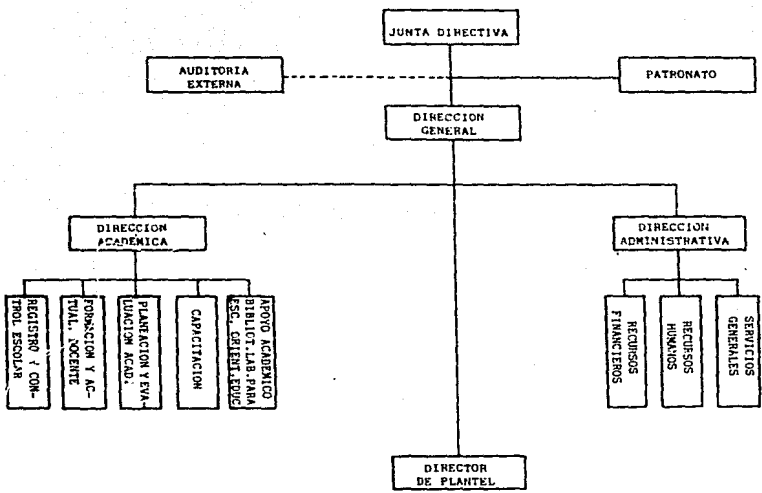 JUNTA DIRECTIVA
AUDITORIA
EXTERNA
PATRONATO
DIRECCION
GENERAL
DIRECCION
ACADEMICA
DIRECCION
ADMINISTRATIVA
REGISTRO Y CON-
TROL ESCOLAR
FORMACION Y AC-
TUAL. DOCENTE
PLANEACION Y EVA-
LUACION ACAD.
CAPACITACION
APOYO ACADEMICO
BIBLIOT.LAB.PARA
ESC. ORIENT.EDUC
RECURSOS
FINANCIEROS
RECURSOS
HUMANOS
SERVICIOS
GENERALES
DIRECTOR
DE PLANTEL